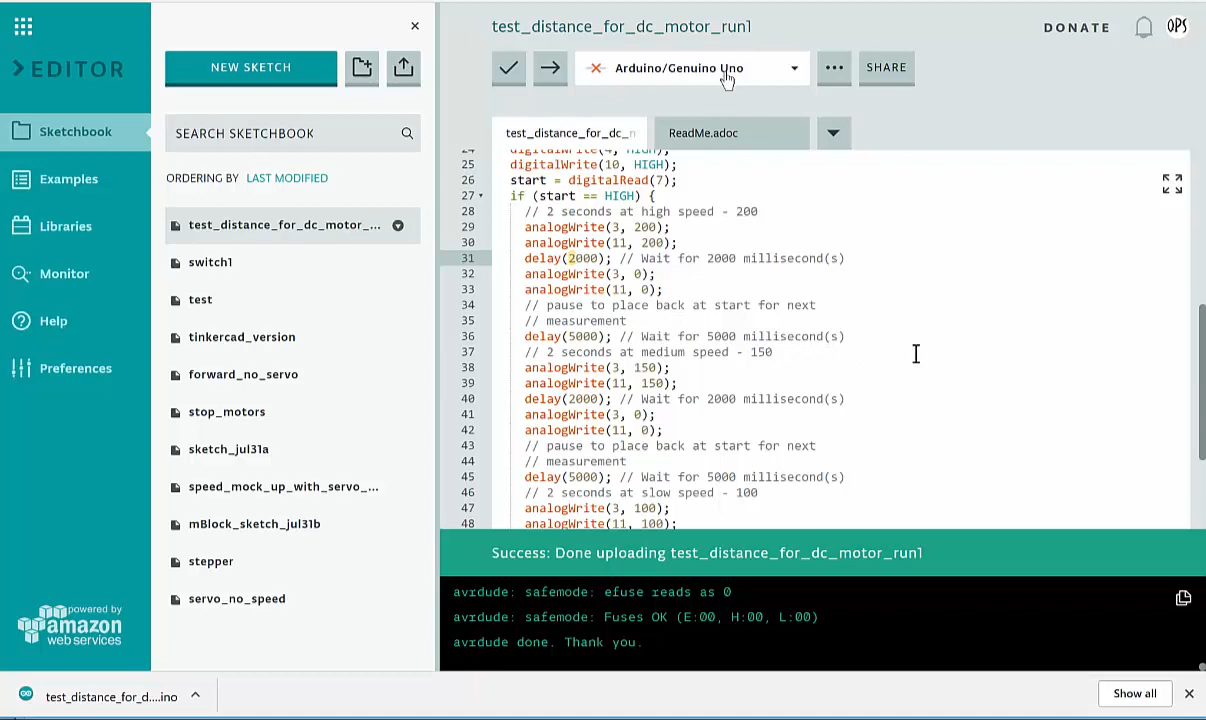 test_distance_for_dc_motor_run1
DONATE
OPS
EDITOR
NEW SKETCH
Arduino/Genuino Uno
SHARE
Sketchbook
SEARCH SKETCHBOOK
test_distance_for_dc_n
ReadMe.adoc
Examples
ORDERING BY LAST MODIFIED
Libraries
test_distance_for_dc_motor_...
Monitor
switch1
Help
test
Preferences
tinkercad_version
forward_no_servo
stop_motors
sketch_jul31a
speed_mock_up_with_servo_...
mBlock_sketch_jul31b
stepper
servo_no_speed
powered by
amazon
web services
24 digitalWrite(4, HIGH);
25 digitalWrite(10, HIGH);
26 start = digitalRead(7);
27 if (start == HIGH) {
28 // 2 seconds at high speed - 200
29 analogWrite(3, 200);
30 analogWrite(11, 200);
31 delay(2000); // Wait for 2000 millisecond(s)
32 analogWrite(3, 0);
33 analogWrite(11, 0);
34 // pause to place back at start for next
35 // measurement
36 delay(5000); // Wait for 5000 millisecond(s)
37 // 2 seconds at medium speed - 150
38 analogWrite(3, 150);
39 analogWrite(11, 150);
40 delay(2000); // Wait for 2000 millisecond(s)
41 analogWrite(3, 0);
42 analogWrite(11, 0);
43 // pause to place back at start for next
44 // measurement
45 delay(5000); // Wait for 5000 millisecond(s)
46 // 2 seconds at slow speed - 100
47 analogWrite(3, 100);
48 analogWrite(11, 100);
Success: Done uploading test_distance_for_dc_motor_run1
avrdude: safemode: efuse reads as 0
avrdude: safemode: Fuses OK (E:00, H:00, L:00)
avrdude done. Thank you.
test_distance_for_d....ino
Show all